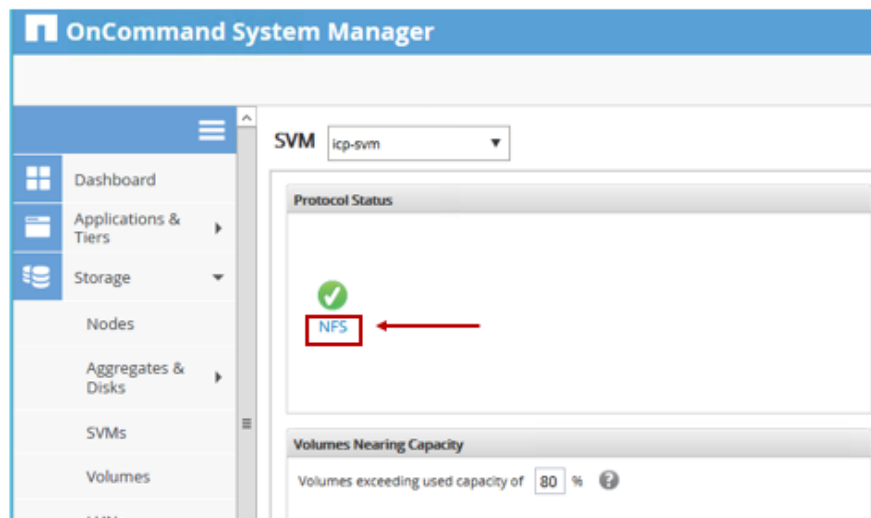 OnCommand System Manager
SVM icp-svm
Dashboard
Applications &
Tiers
Storage
Nodes
Aggregates &
Disks
SVMs
Volumes
Protocol Status
NFS
Volumes Nearing Capacity
Volumes exceeding used capacity of 80 % ?